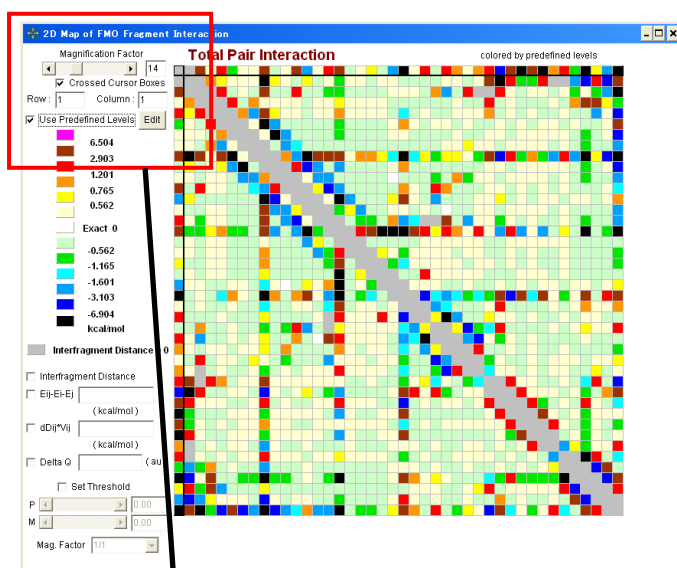 2D Map of FMO Fragment Interaction
Magnification Factor
14
Total Pair Interaction
colored by predefined levels
Crossed Cursor Boxes
Row : 1 Column : 1
Use Predefined Levels Edit
6.504
2.903
1.201
0.765
0.562
Exact 0
-0.562
-1.165
-1.601
-3.103
-6.904
kcal/mol
Interfragment Distance 0
Interfragment Distance
Eij-Ei-Ej
( kcal/mol )
dDij*Vij
( kcal/mol )
Delta Q ( au
Set Threshold
P 0.00
M 0.00
Mag. Factor 1/1